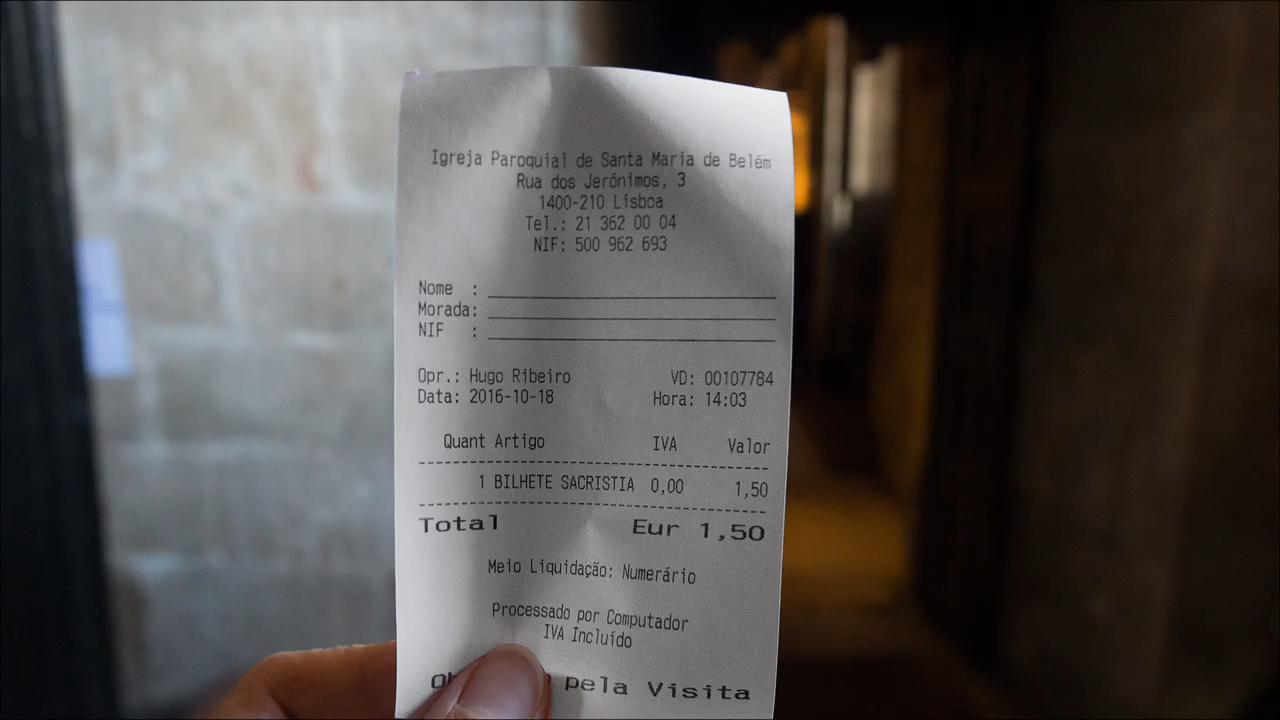 Igreja Paroquial de Santa Maria de Belém
Rua dos Jerónimos, 3
1400-210 Lisboa
Tel.: 21 362 00 04
NIF: 500 962 693
Nome :
Morada:
NIF :
Opr.: Hugo Ribeiro VD: 00107784
Data: 2016-10-18 Hora: 14:03
Quant Artigo IVA Valor
1 BILHETE SACRISTIA 0,00 1,50
Total Eur 1,50
Meio Liquidação: Numerário
Processado por Computador
IVA Incluído
pela Visita